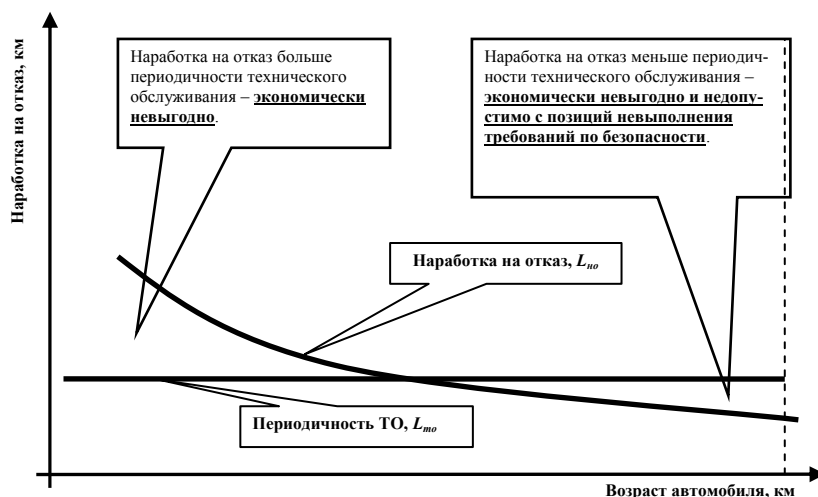 Наработка на отказ, км
Наработка на отказ больше
периодичности технического
обслуживания – экономически
невыгодно.
Наработка на отказ меньше периодич-
ности технического обслуживания –
экономически невыгодно и недопу-
стимо с позиций невыполнения
требований по безопасности.
Наработка на отказ, Lно
Периодичность ТО, Lто
Возраст автомобиля, км